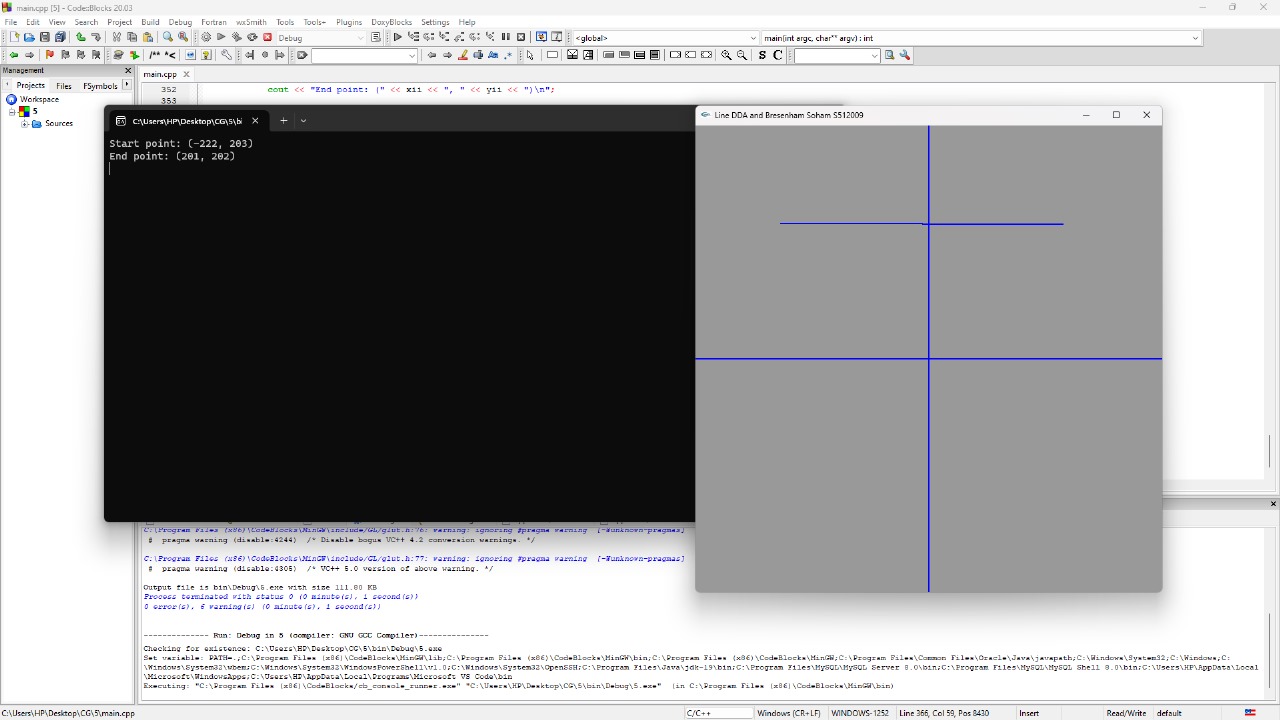 main.cpp [5] - Code::Blocks 20.03
File Edit View Search Project Build Debug Fortran wxSmith Tools Tools+ Plugins DoxyBlocks Settings Help
Debug <global> main(int argc, char** argv) : int
/** *<
S C
Management
main.cpp
Projects Files FSymbols
Workspace
5
Sources
352 cout << "End point: (" << xii << ", " << yii << ")\n";
353
C:\Users\HP\Desktop\CG\5\bi
Start point: (-222, 203)
End point: (201, 202)
Line DDA and Bresenham Soham S512009
C:\Program Files (x86)\CodeBlocks\MinGW\include/GL/glut.h:76: warning: ignoring #pragma warning [-Wunknown-pragmas]
# pragma warning (disable:4244) /* Disable bogus VC++ 4.2 conversion warnings. */
C:\Program Files (x86)\CodeBlocks\MinGW\include/GL/glut.h:77: warning: ignoring #pragma warning [-Wunknown-pragmas]
# pragma warning (disable:4305) /* VC++ 5.0 version of above warning. */
Output file is bin\Debug\5.exe with size 111.80 KB
Process terminated with status 0 (0 minute(s), 1 second(s))
0 error(s), 6 warning(s) (0 minute(s), 1 second(s))
-------------- Run: Debug in 5 (compiler: GNU GCC Compiler)---------------
Checking for existence: C:\Users\HP\Desktop\CG\5\bin\Debug\5.exe
Set variable: PATH=.;C:\Program Files (x86)\CodeBlocks\MinGW\lib;C:\Program Files (x86)\CodeBlocks\MinGW\bin;C:\Program Files (x86)\CodeBlocks\MinGW;C:\Program Files\Common Files\Oracle\Java\javapath;C:\Windows\System32;C:\Windows;C:
\Windows\System32\wbem;C:\Windows\System32\WindowsPowerShell\v1.0;C:\Windows\System32\OpenSSH;C:\Program Files\Java\jdk-19\bin;C:\Program Files\MySQL\MySQL Server 8.0\bin;C:\Program Files\MySQL\MySQL Shell 8.0\bin;C:\Users\HP\AppData\Local
\Microsoft\WindowsApps;C:\Users\HP\AppData\Local\Programs\Microsoft VS Code\bin
Executing: "C:\Program Files (x86)\CodeBlocks/cb_console_runner.exe" "C:\Users\HP\Desktop\CG\5\bin\Debug\5.exe" (in C:\Program Files (x86)\CodeBlocks\MinGW\bin)
C:\Users\HP\Desktop\CG\5\main.cpp C/C++ Windows (CR+LF) WINDOWS-1252 Line 366, Col 59, Pos 8430 Insert Read/Write default